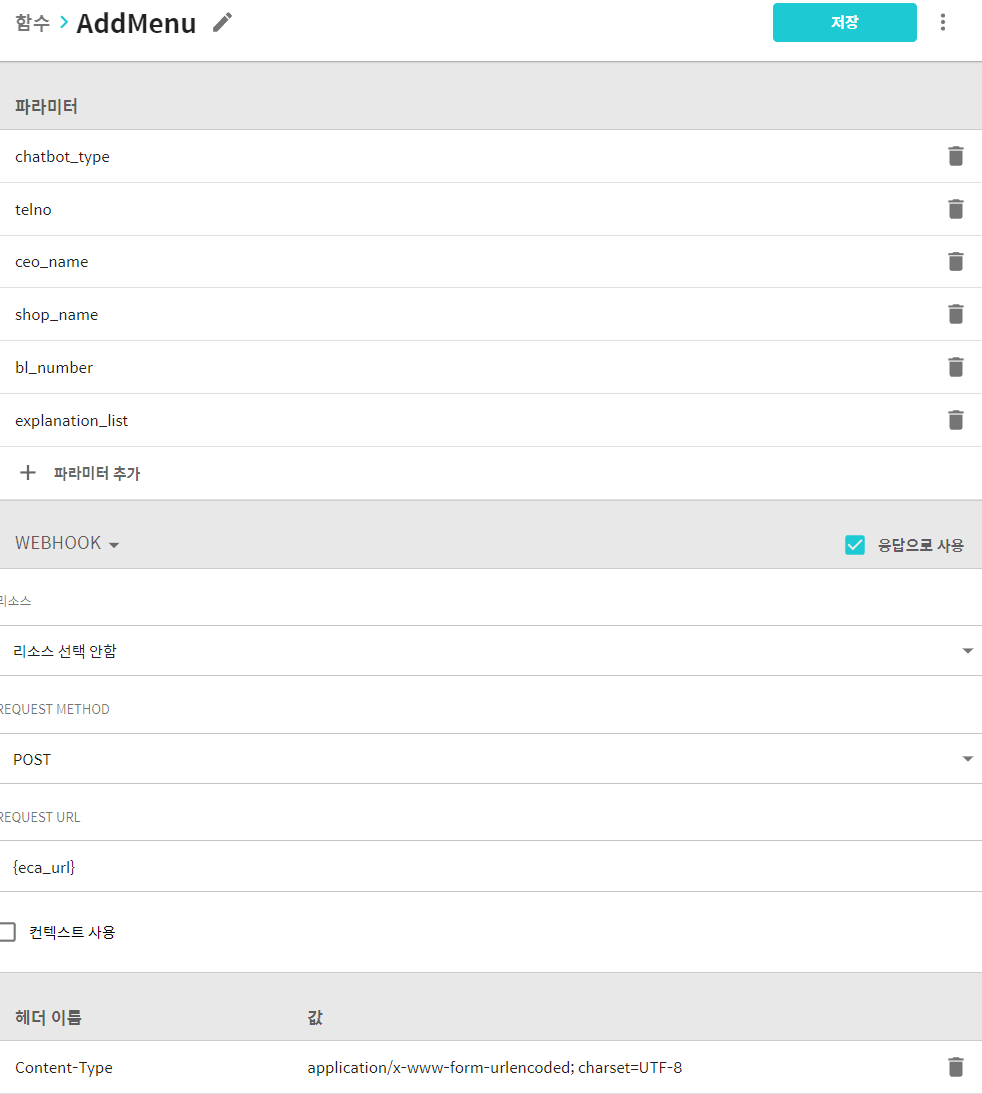 함수 > AddMenu
저장
파라미터
chatbot_type
telno
ceo_name
shop_name
bl_number
explanation_list
+ 파라미터 추가
WEBHOOK
응답으로 사용
리소스
리소스 선택 안함
REQUEST METHOD
POST
REQUEST URL
{eca_url}
컨텍스트 사용
헤더 이름 값
Content-Type application/x-www-form-urlencoded; charset=UTF-8